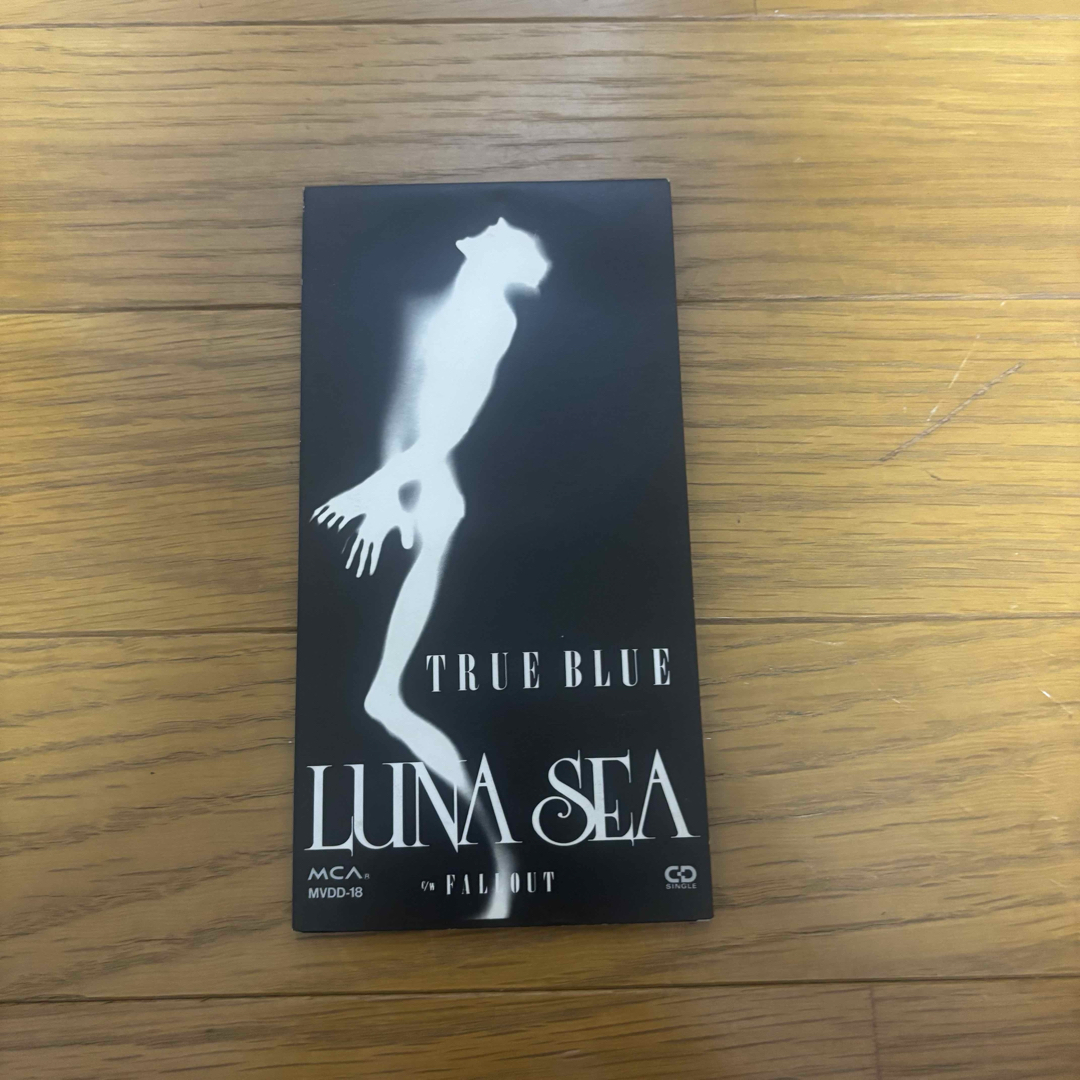 TRUE BLUE
LUNA SEA
MCA R
MVDD-18
c/w FALLOUT
CD
SINGLE